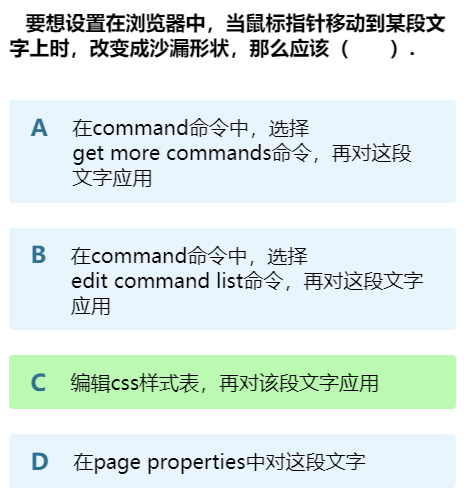 要想设置在浏览器中，当鼠标指针移动到某段文
字上时，改变成沙漏形状，那么应该（　　）.
A 在command命令中，选择
get more commands命令，再对这段
文字应用
B 在command命令中，选择
edit command list命令，再对这段文字
应用
C 编辑css样式表，再对该段文字应用
D 在page properties中对这段文字